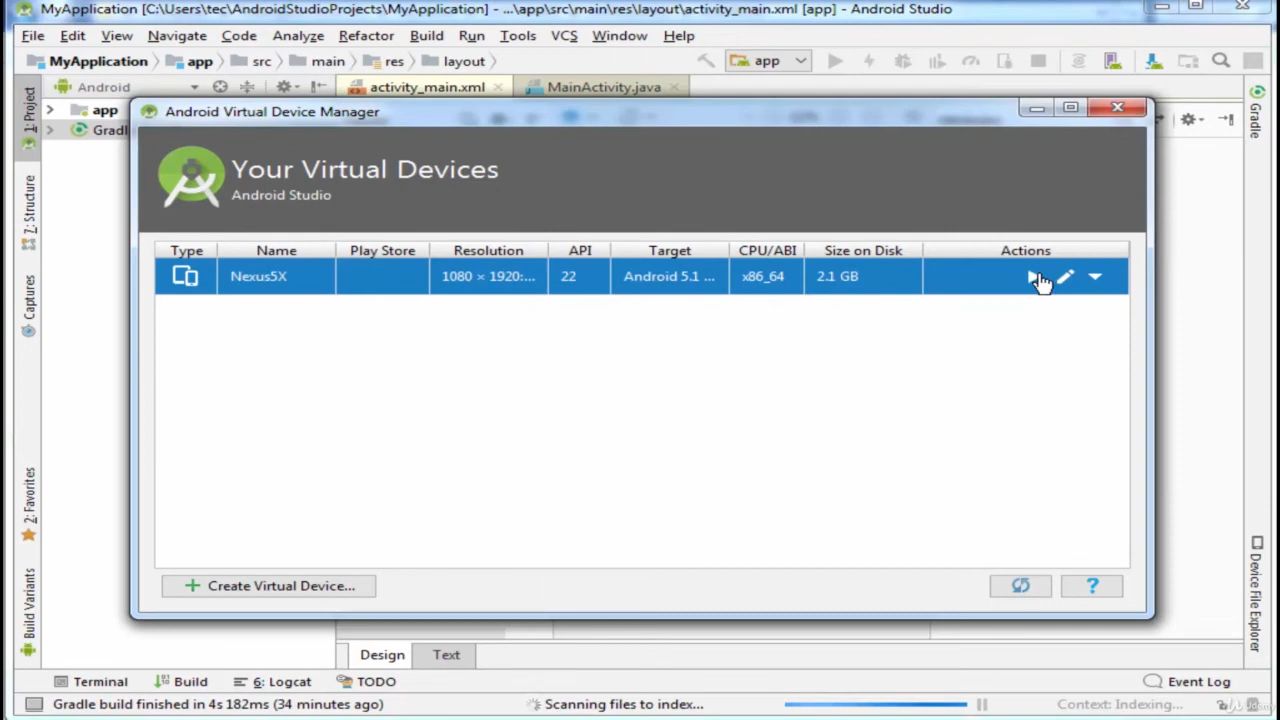 MyApplication [C:\Users\tec\AndroidStudioProjects\MyApplication] - ...\app\src\main\res\layout\activity_main.xml [app] - Android Studio
File Edit View Navigate Code Analyze Refactor Build Run Tools VCS Window Help
MyApplication app src main res layout app
Android activity_main.xml MainActivity.java
1: Project
app
Gradl
Gradle
Android Virtual Device Manager
Your Virtual Devices
Android Studio
Type Name Play Store Resolution API Target CPU/ABI Size on Disk Actions
Nexus5X 1080 × 1920:... 22 Android 5.1 ... x86_64 2.1 GB
7: Structure
Captures
2: Favorites
Build Variants
Device File Explorer
Create Virtual Device... ?
Design Text
Terminal Build 6: Logcat TODO Event Log
Gradle build finished in 4s 182ms (34 minutes ago) Scanning files to index... Context: Indexing...
Udemy